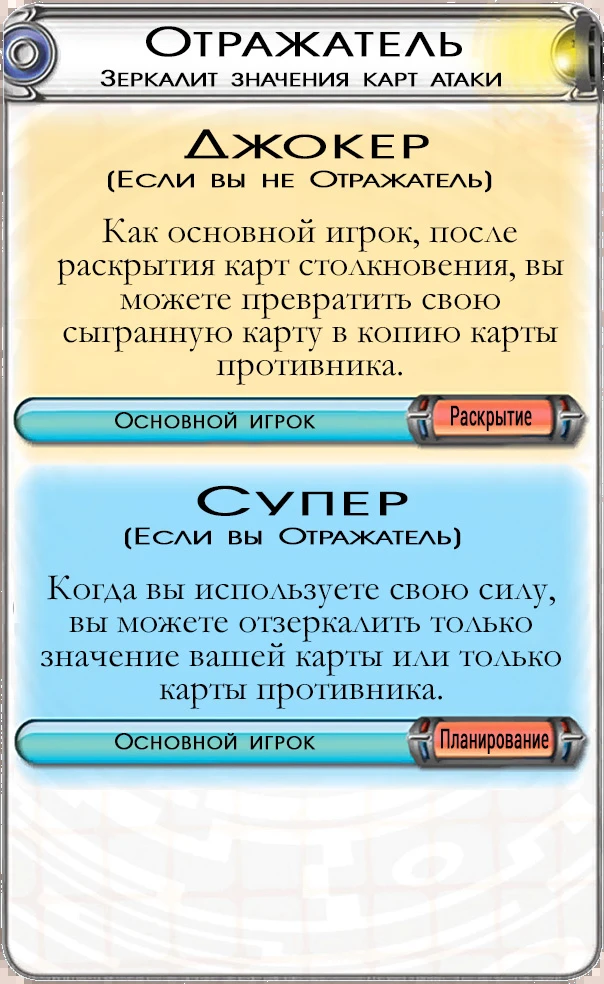 Отражатель
Зеркалит значения карт атаки
Джокер
(Если вы не Отражатель)
Как основной игрок, после
раскрытия карт столкновения, вы
можете превратить свою
сыгранную карту в копию карты
противника.
Основной игрок
Раскрытие
Супер
(Если вы Отражатель)
Когда вы используете свою силу,
вы можете отзеркалить только
значение вашей карты или только
карты противника.
Основной игрок
Планирование